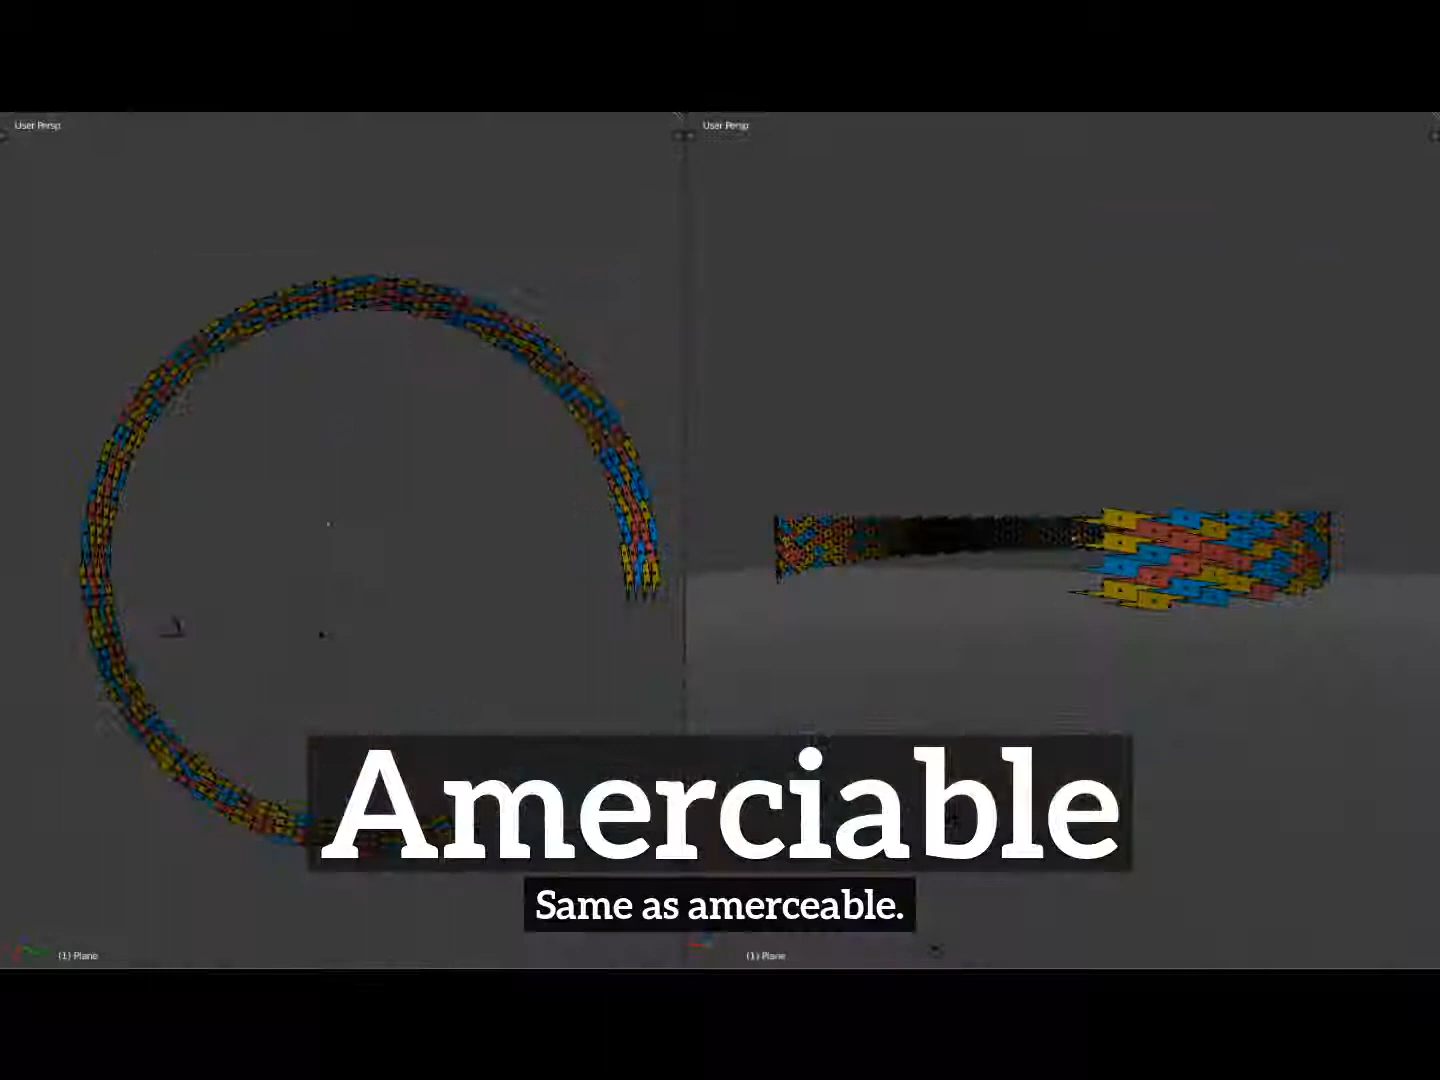 User Persp
User Persp
Amerciable
Same as amerceable.
(1) Plane
(1) Plane